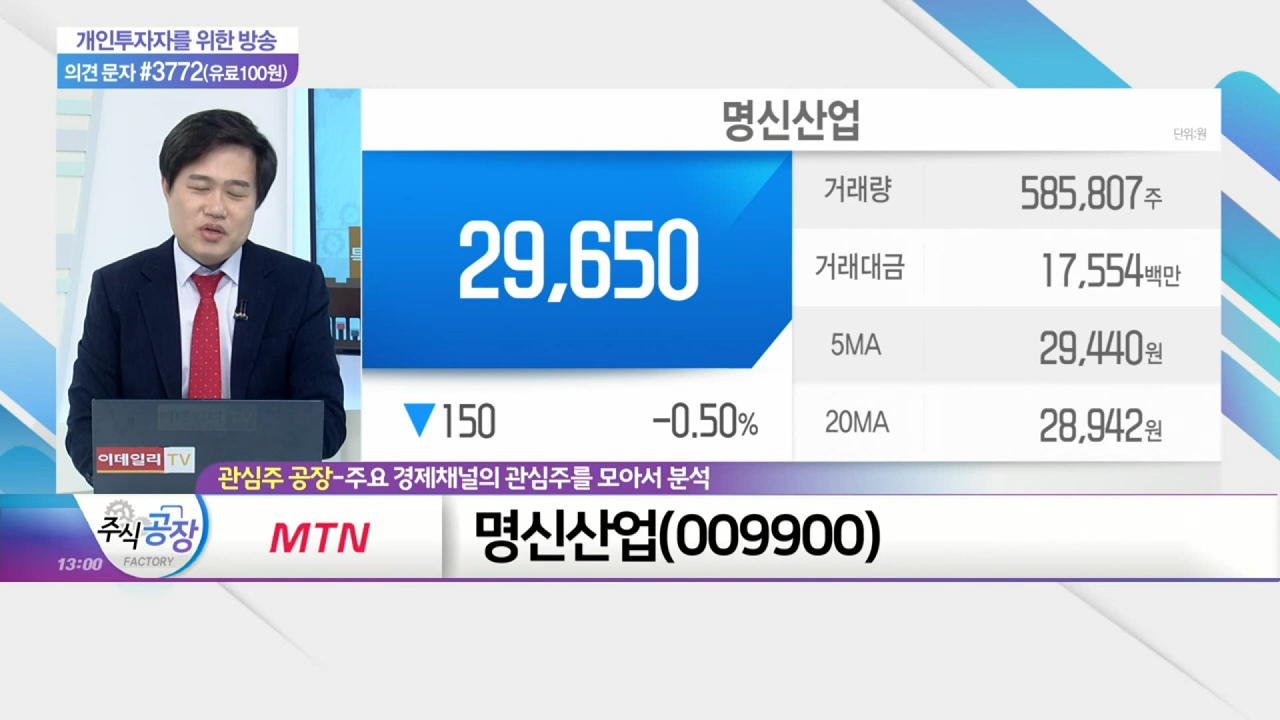 개인투자자를 위한 방송
의견 문자 #3772(유료100원)
명신산업
단위:원
29,650
▼150 -0.50%
거래량 585,807주
거래대금 17,554백만
5MA 29,440원
20MA 28,942원
이데일리TV
관심주 공장-주요 경제채널의 관심주를 모아서 분석
13:00
주식공장
FACTORY
MTN
명신산업(009900)